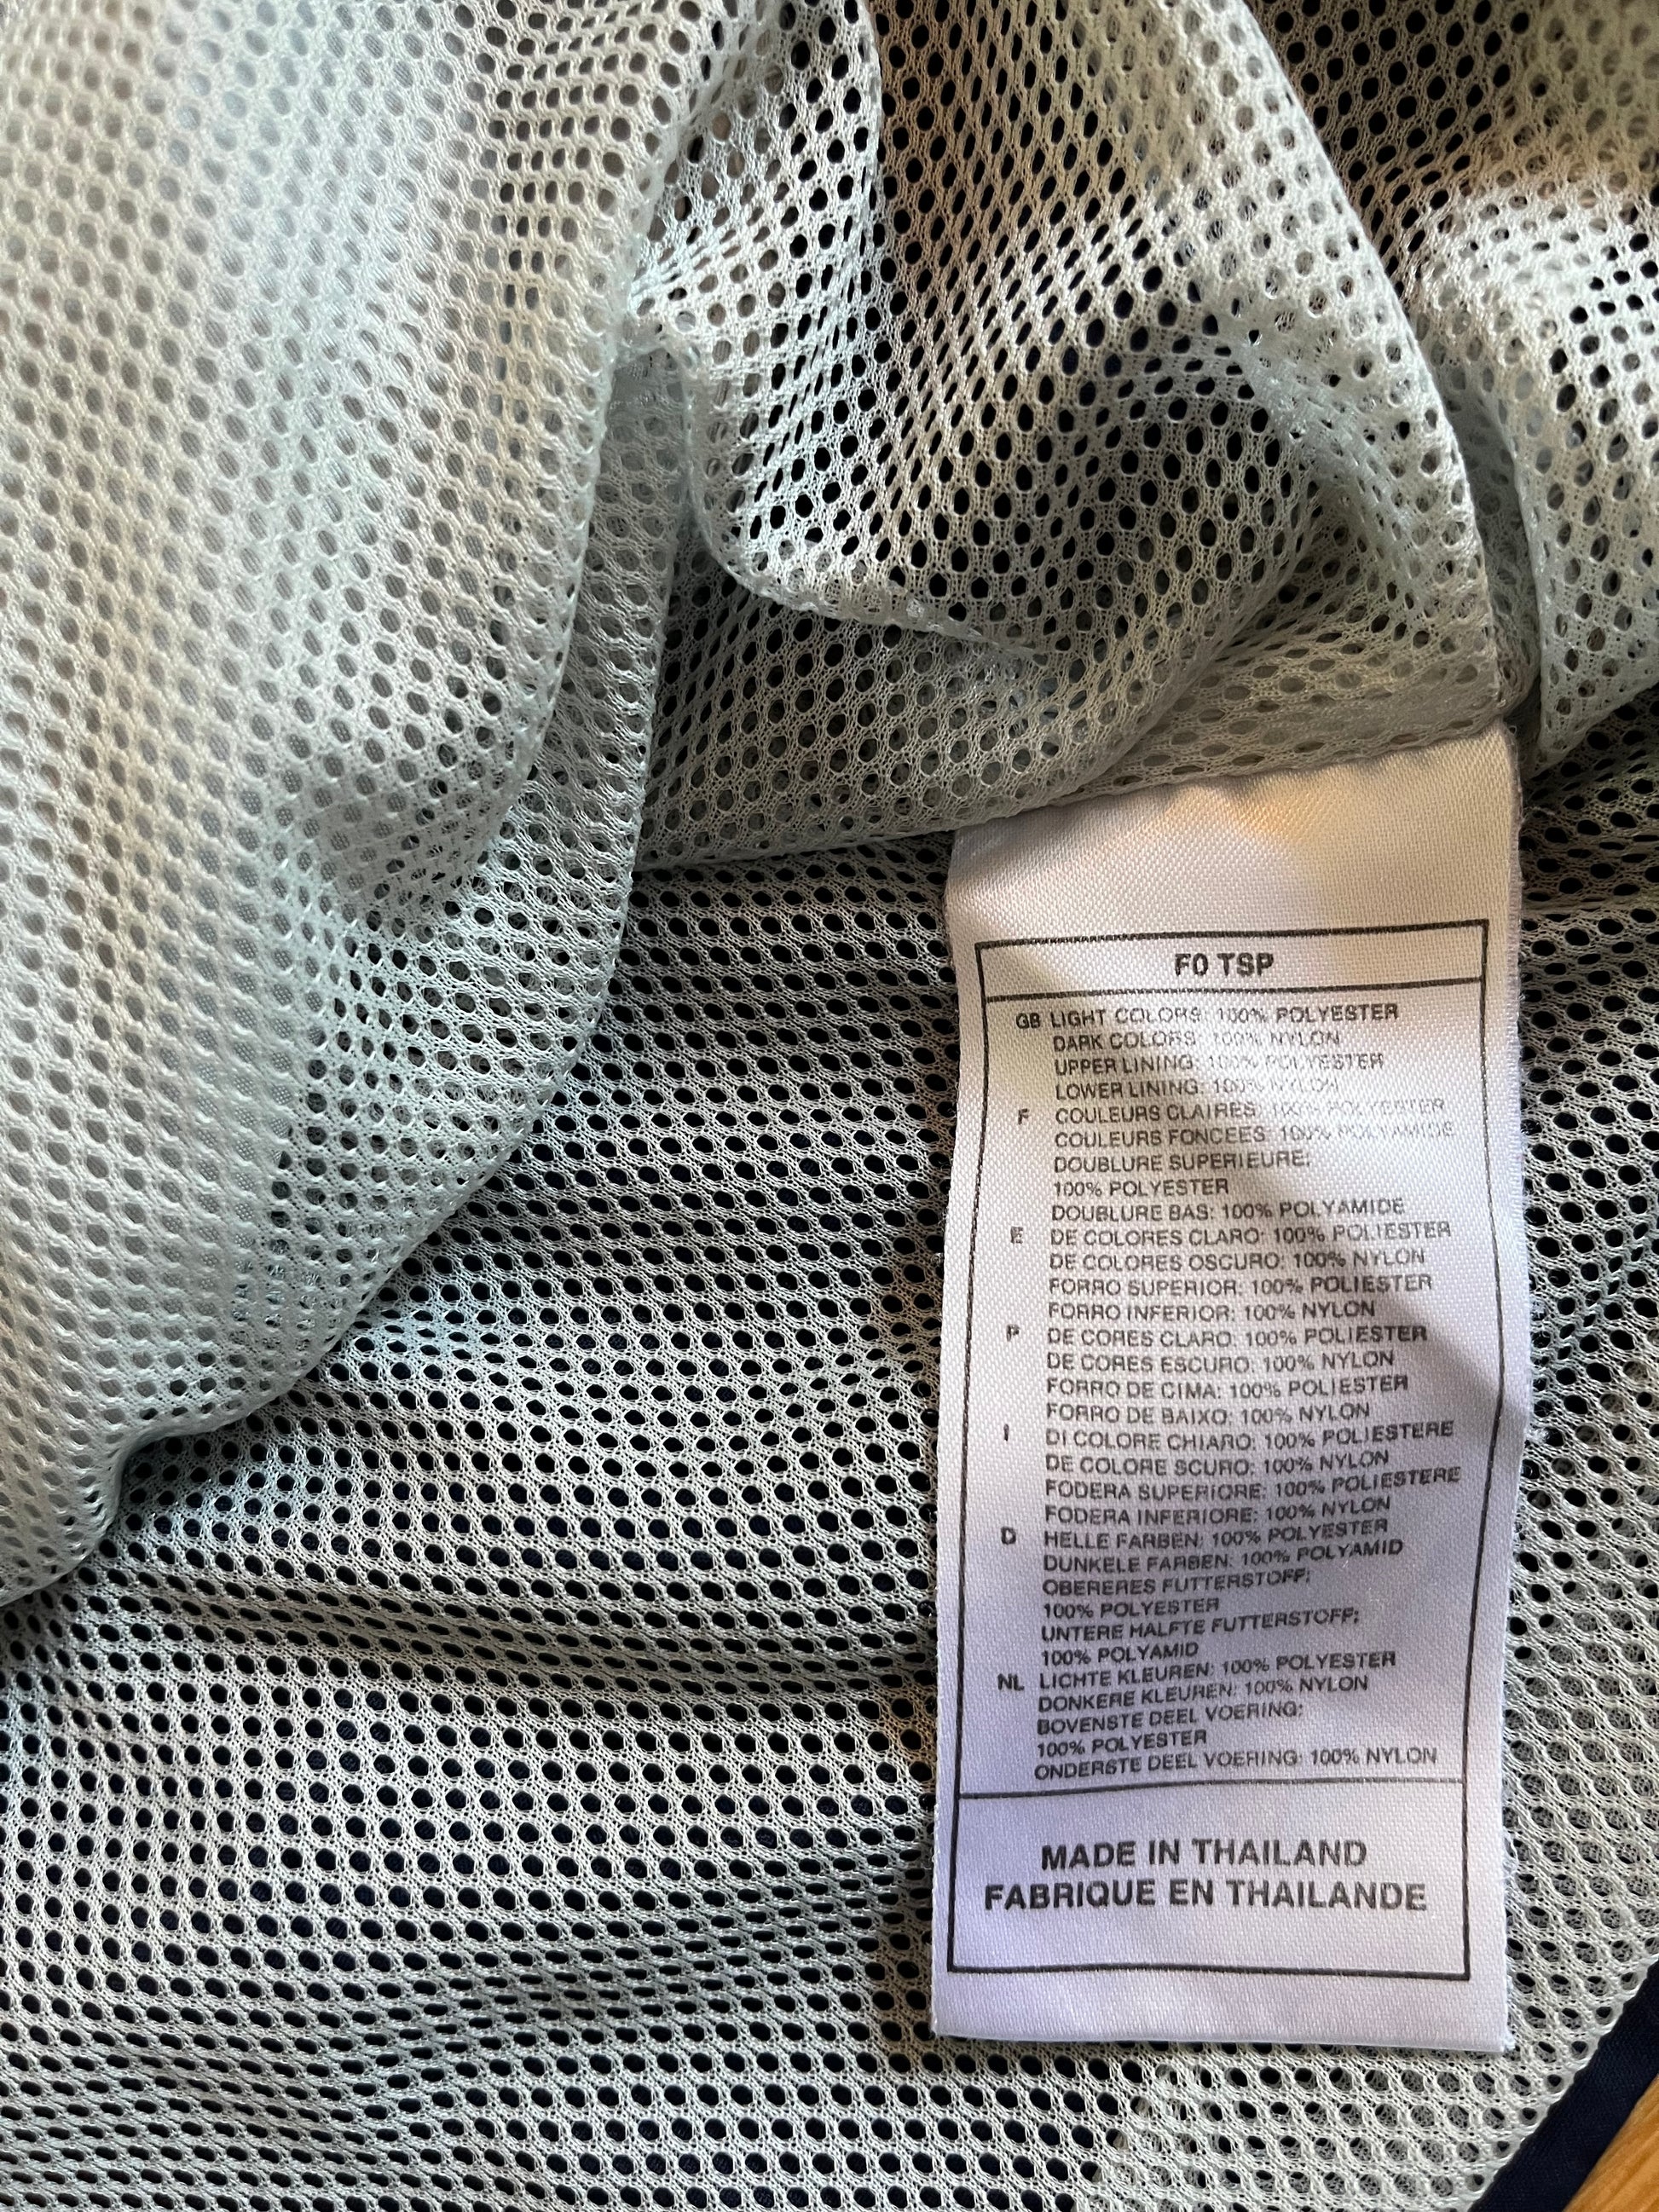 F0 TSP
GB LIGHT COLORS: 100% POLYESTER
DARK COLORS: 100% NYLON
UPPER LINING: 100% POLYESTER
LOWER LINING: 100% NYLON
F COULEURS CLAIRES: 100% POLYESTER
COULEURS FONCEES: 100% POLYAMIDE
DOUBLURE SUPERIEURE:
100% POLYESTER
DOUBLURE BAS: 100% POLYAMIDE
E DE COLORES CLARO: 100% POLIESTER
DE COLORES OSCURO: 100% NYLON
FORRO SUPERIOR: 100% POLIESTER
FORRO INFERIOR: 100% NYLON
P DE CORES CLARO: 100% POLIESTER
DE CORES ESCURO: 100% NYLON
FORRO DE CIMA: 100% POLIESTER
FORRO DE BAIXO: 100% NYLON
I DI COLORE CHIARO: 100% POLIESTERE
DE COLORE SCURO: 100% NYLON
FODERA SUPERIORE: 100% POLIESTERE
FODERA INFERIORE: 100% NYLON
D HELLE FARBEN: 100% POLYESTER
DUNKELE FARBEN: 100% POLYAMID
OBERERES FUTTERSTOFF:
100% POLYESTER
UNTERE HALFTE FUTTERSTOFF:
100% POLYAMID
NL LICHTE KLEUREN: 100% POLYESTER
DONKERE KLEUREN: 100% NYLON
BOVENSTE DEEL VOERING:
100% POLYESTER
ONDERSTE DEEL VOERING: 100% NYLON
MADE IN THAILAND
FABRIQUE EN THAILANDE